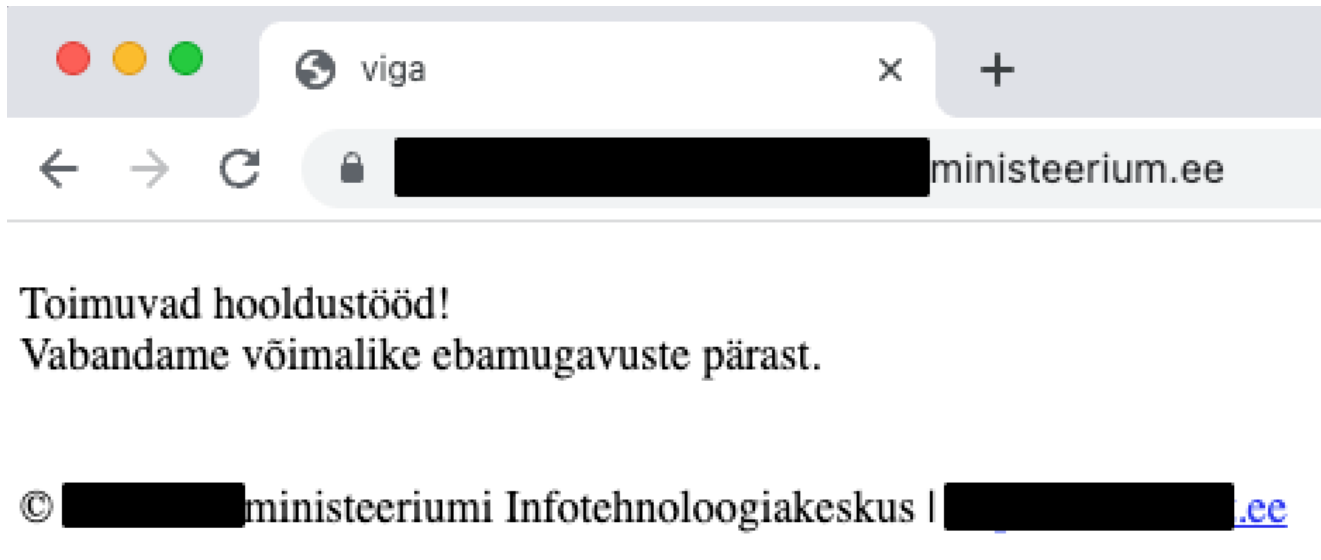 viga
ministeerium.ee
Toimuvad hooldustööd!
Vabandame võimalike ebamugavuste pärast.
© ministeeriumi Infotehnoloogiakeskus | .ee